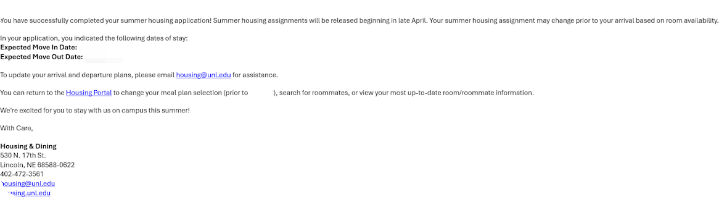 You have successfully completed your summer housing application! Summer housing assignments will be released beginning in late April. Your summer housing assignment may change prior to your arrival based on room availability.
In your application, you indicated the following dates of stay:
Expected Move In Date:
Expected Move Out Date:
To update your arrival and departure plans, please email housing@unl.edu for assistance.
You can return to the Housing Portal to change your meal plan selection (prior to ), search for roommates, or view your most up-to-date room/roommate information.
We're excited for you to stay with us on campus this summer!
With Care,
Housing & Dining
530 N. 17th St.
Lincoln, NE 68588-0622
402-472-3561
housing@unl.edu
sing.unl.edu